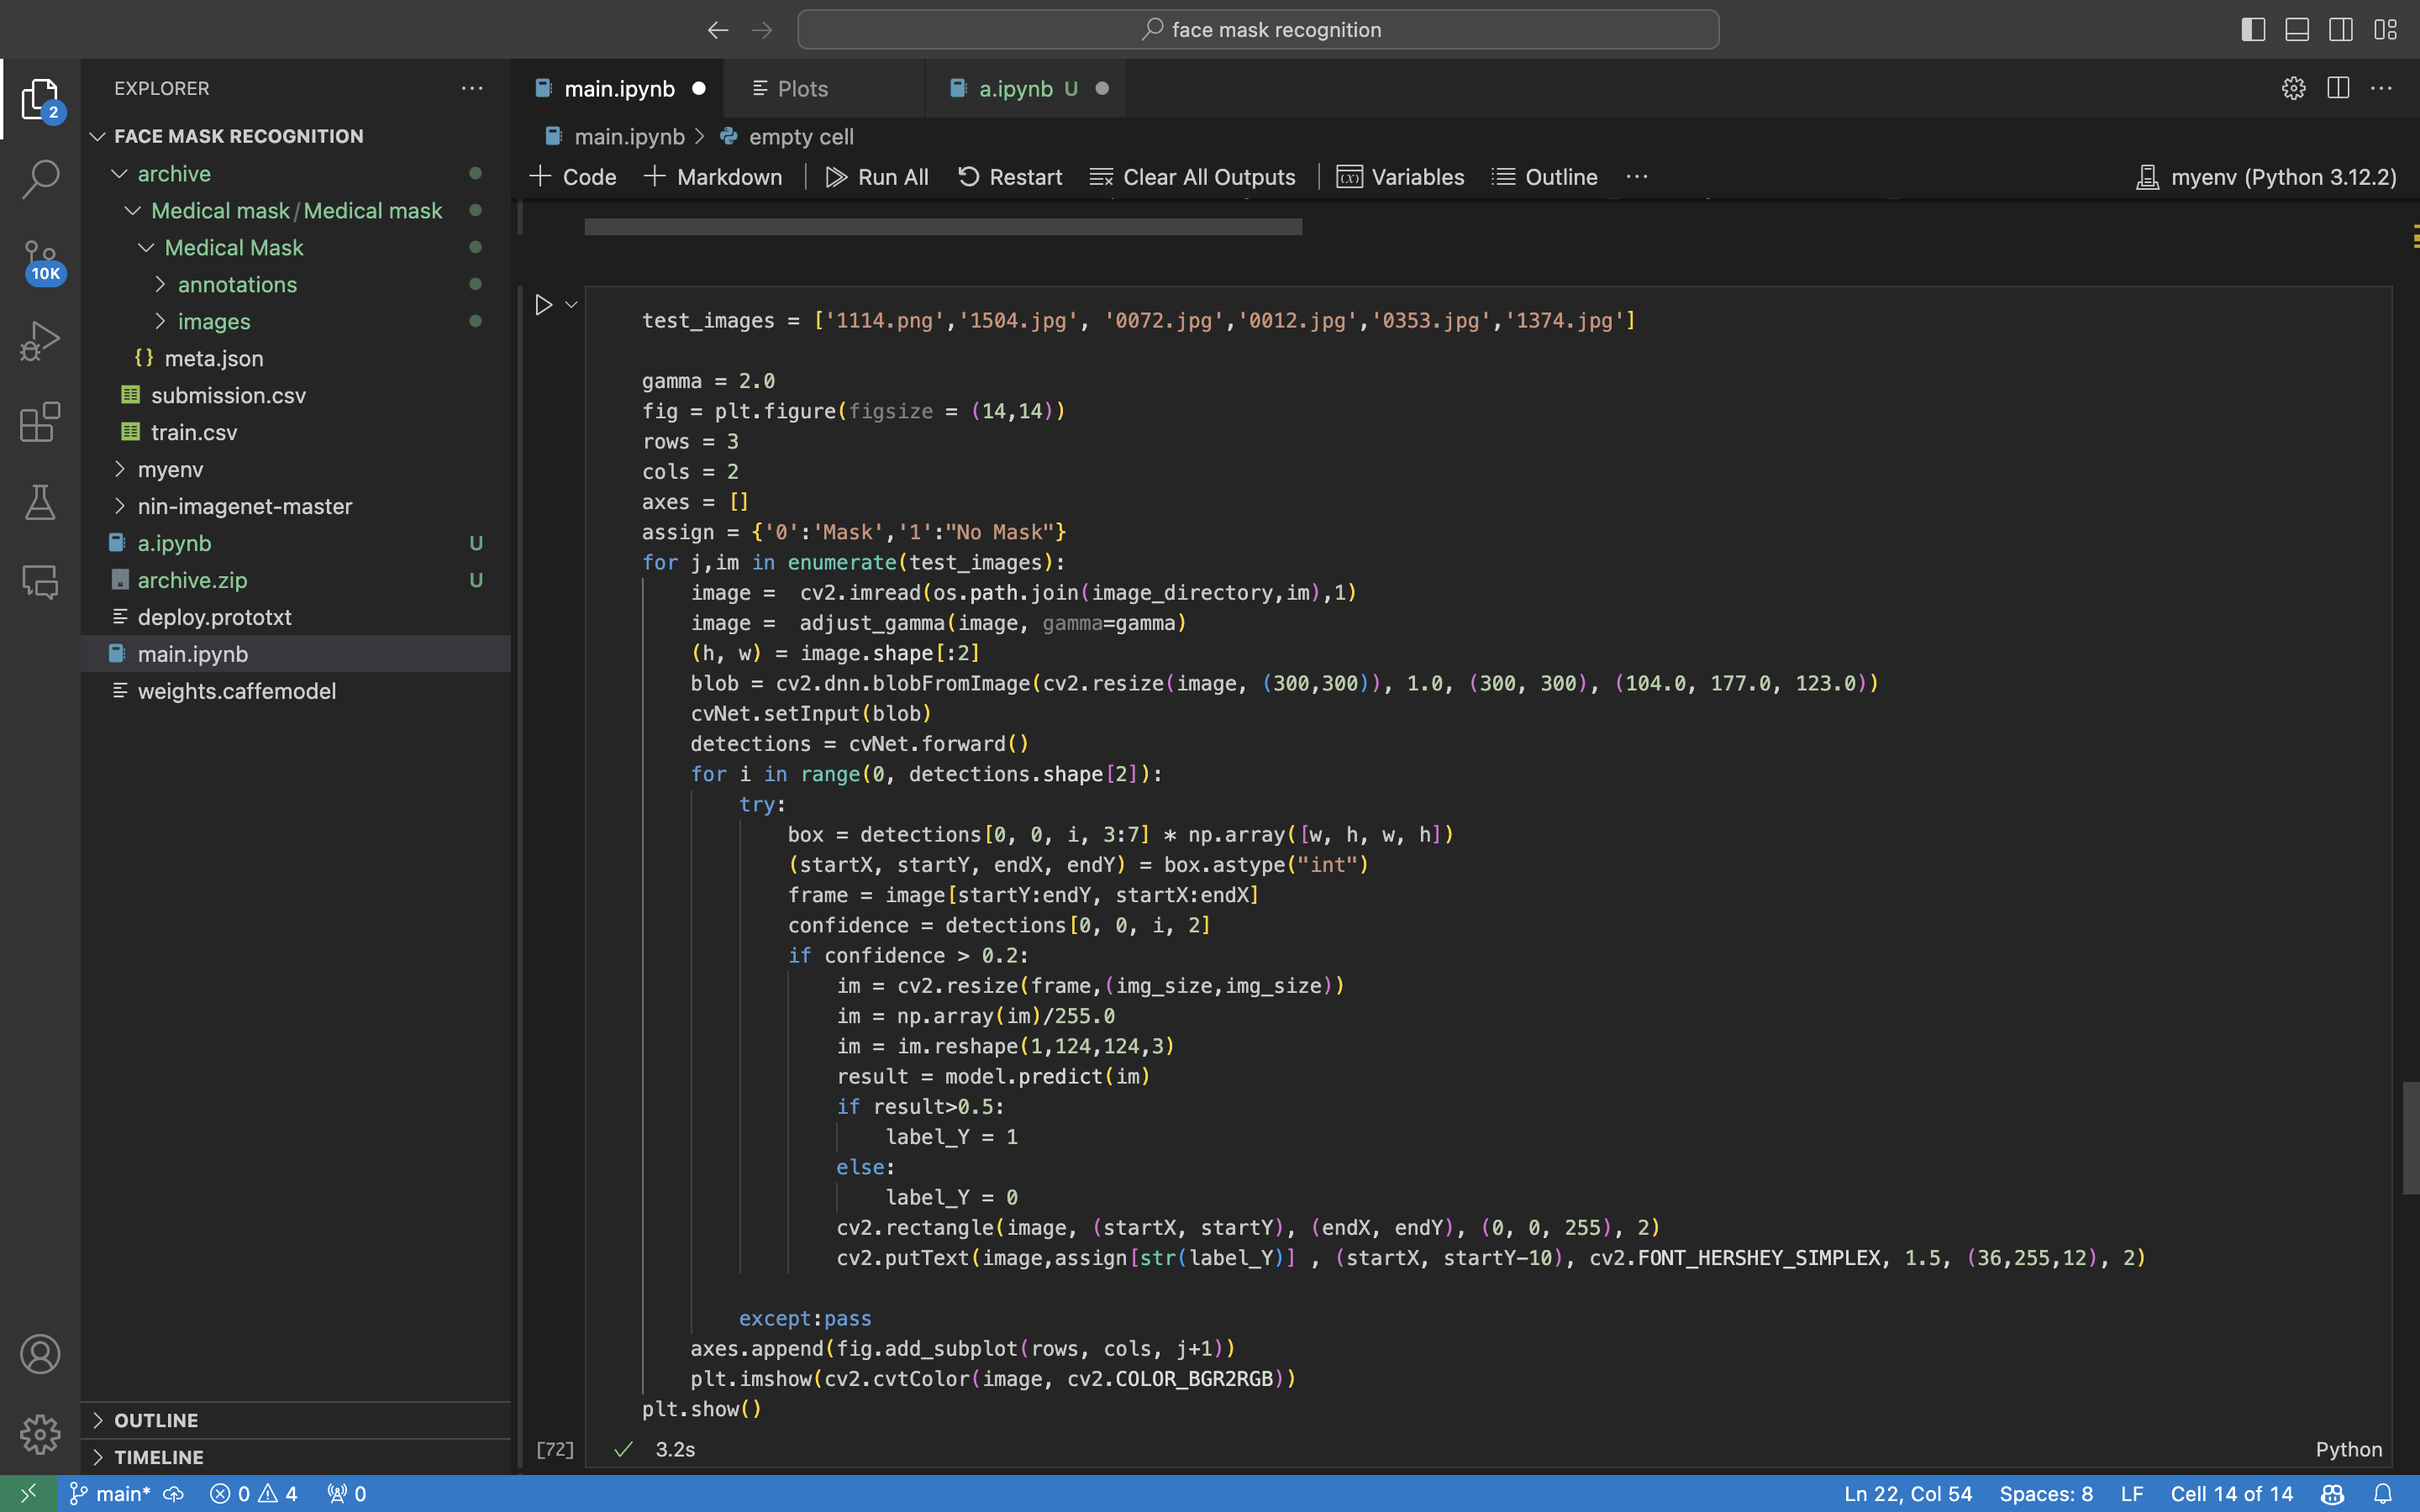 face mask recognition
EXPLORER
main.ipynb
Plots
a.ipynb U
2
FACE MASK RECOGNITION
main.ipynb > empty cell
archive
Code Markdown Run All Restart Clear All Outputs Variables Outline
myenv (Python 3.12.2)
Medical mask / Medical mask
Medical Mask
10K
annotations
images
meta.json
submission.csv
train.csv
myenv
nin-imagenet-master
a.ipynb U
archive.zip U
deploy.prototxt
main.ipynb
weights.caffemodel
OUTLINE
TIMELINE
test_images = ['1114.png','1504.jpg', '0072.jpg','0012.jpg','0353.jpg','1374.jpg']
gamma = 2.0
fig = plt.figure(figsize = (14,14))
rows = 3
cols = 2
axes = []
assign = {'0':'Mask','1':"No Mask"}
for j,im in enumerate(test_images):
image =  cv2.imread(os.path.join(image_directory,im),1)
image =  adjust_gamma(image, gamma=gamma)
(h, w) = image.shape[:2]
blob = cv2.dnn.blobFromImage(cv2.resize(image, (300,300)), 1.0, (300, 300), (104.0, 177.0, 123.0))
cvNet.setInput(blob)
detections = cvNet.forward()
for i in range(0, detections.shape[2]):
try:
box = detections[0, 0, i, 3:7] * np.array([w, h, w, h])
(startX, startY, endX, endY) = box.astype("int")
frame = image[startY:endY, startX:endX]
confidence = detections[0, 0, i, 2]
if confidence > 0.2:
im = cv2.resize(frame,(img_size,img_size))
im = np.array(im)/255.0
im = im.reshape(1,124,124,3)
result = model.predict(im)
if result>0.5:
label_Y = 1
else:
label_Y = 0
cv2.rectangle(image, (startX, startY), (endX, endY), (0, 0, 255), 2)
cv2.putText(image,assign[str(label_Y)] , (startX, startY-10), cv2.FONT_HERSHEY_SIMPLEX, 1.5, (36,255,12), 2)
except:pass
axes.append(fig.add_subplot(rows, cols, j+1))
plt.imshow(cv2.cvtColor(image, cv2.COLOR_BGR2RGB))
plt.show()
[72] 3.2s
Python
main* 0 4 0
Ln 22, Col 54 Spaces: 8 LF Cell 14 of 14